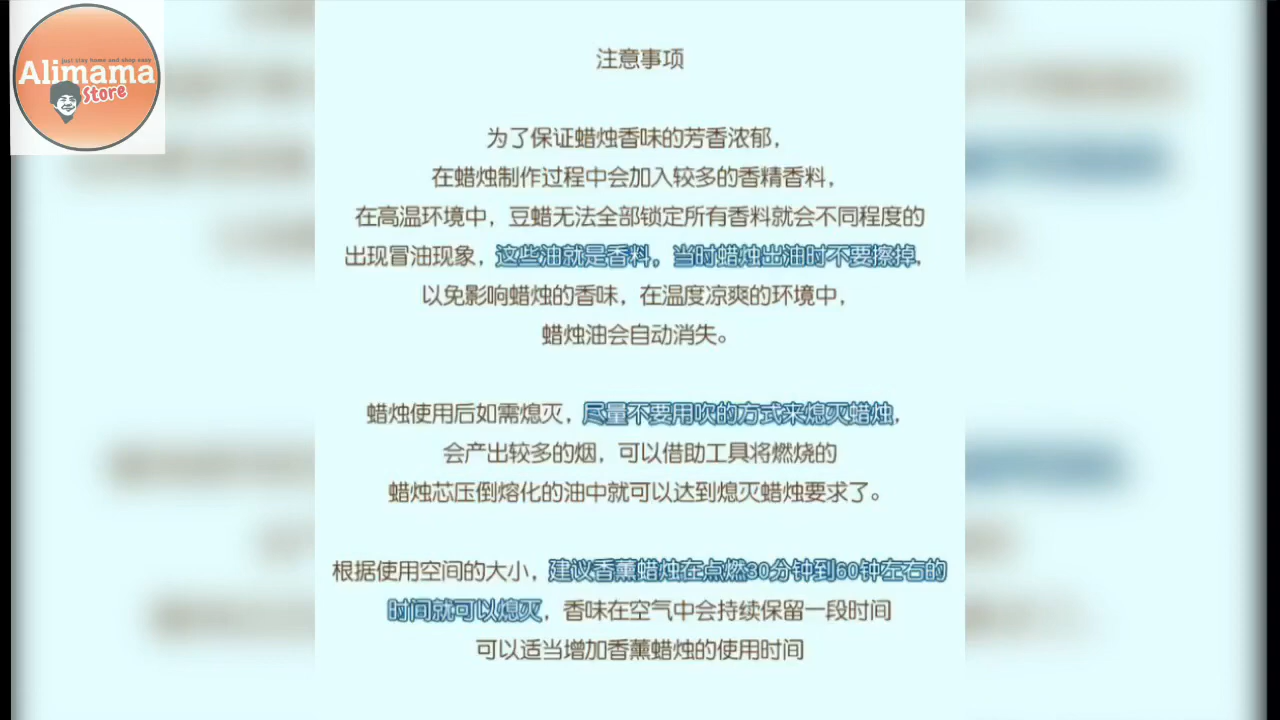 just stay home and shop easy
Alimama
Store
注意事项
为了保证蜡烛香味的芳香浓郁，
在蜡烛制作过程中会加入较多的香精香料，
在高温环境中，豆蜡无法全部锁定所有香料就会不同程度的
出现冒油现象，这些油就是香料。当时蜡烛出油时不要擦掉，
以免影响蜡烛的香味，在温度凉爽的环境中，
蜡烛油会自动消失。
蜡烛使用后如需熄灭，尽量不要用吹的方式来熄灭蜡烛，
会产出较多的烟，可以借助工具将燃烧的
蜡烛芯压倒熔化的油中就可以达到熄灭蜡烛要求了。
根据使用空间的大小，建议香薰蜡烛在点燃30分钟到60钟左右的
时间就可以熄灭，香味在空气中会持续保留一段时间
可以适当增加香薰蜡烛的使用时间